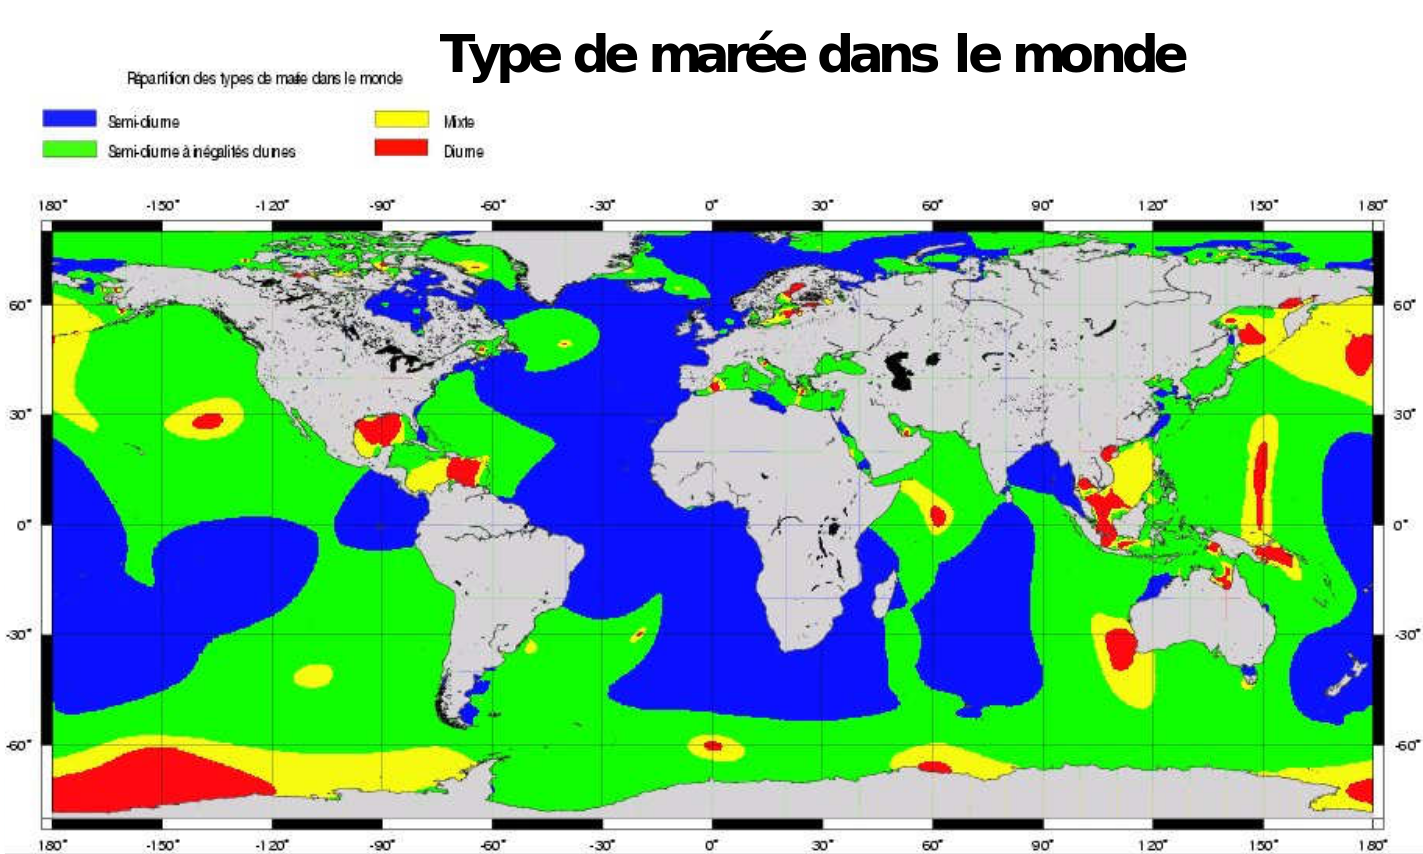 Type de marée dans le monde
Répartition des types de marée dans le monde
Semi-diurne
Mixte
Semi-diurne à inégalités diurnes
Diurne
180° -150° -120° -90° -60° -30° 0° 30° 60° 90° 120° 150° 180°
60° 60°
30° 30°
0° 0°
-30° -30°
-60° -60°
180° -150° -120° -90° -60° -30° 0° 30° 60° 90° 120° 150° 180°